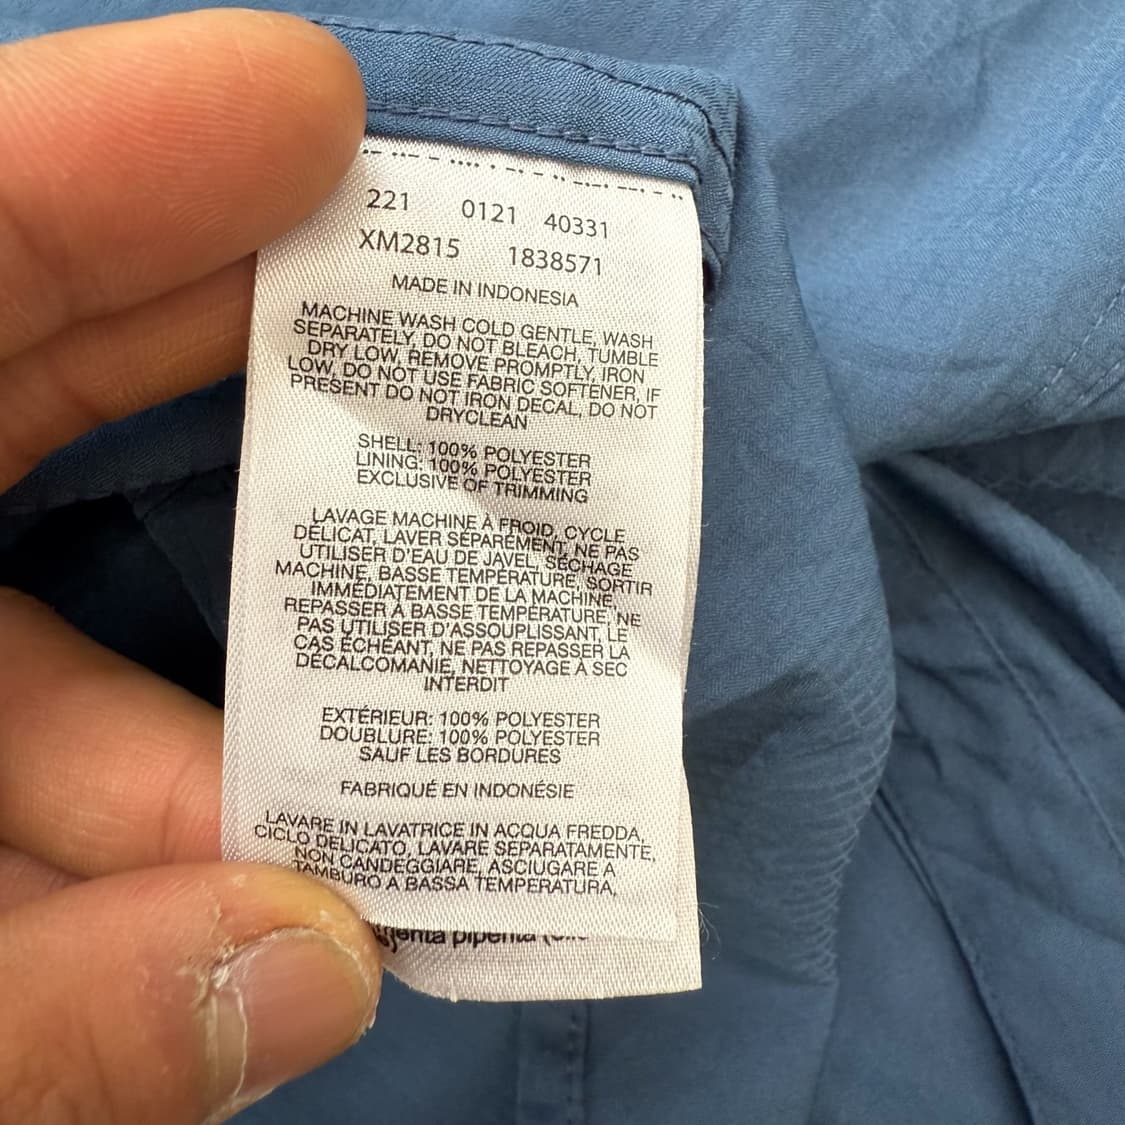 221 0121 40331
XM2815 1838571
MADE IN INDONESIA
MACHINE WASH COLD GENTLE, WASH
SEPARATELY, DO NOT BLEACH, TUMBLE
DRY LOW, REMOVE PROMPTLY, IRON
LOW, DO NOT USE FABRIC SOFTENER, IF
PRESENT DO NOT IRON DECAL, DO NOT
DRYCLEAN
SHELL: 100% POLYESTER
LINING: 100% POLYESTER
EXCLUSIVE OF TRIMMING
LAVAGE MACHINE À FROID, CYCLE
DÉLICAT, LAVER SÉPARÉMENT, NE PAS
UTILISER D'EAU DE JAVEL, SÉCHAGE
MACHINE, BASSE TEMPÉRATURE, SORTIR
IMMÉDIATEMENT DE LA MACHINE,
REPASSER À BASSE TEMPÉRATURE, NE
PAS UTILISER D'ASSOUPLISSANT, LE
CAS ÉCHÉANT, NE PAS REPASSER LA
DÉCALCOMANIE, NETTOYAGE À SEC
INTERDIT
EXTÉRIEUR: 100% POLYESTER
DOUBLURE: 100% POLYESTER
SAUF LES BORDURES
FABRIQUÉ EN INDONÉSIE
LAVARE IN LAVATRICE IN ACQUA FREDDA,
CICLO DELICATO, LAVARE SEPARATAMENTE,
NON CANDEGGIARE, ASCIUGARE A
TAMBURO A BASSA TEMPERATURA,